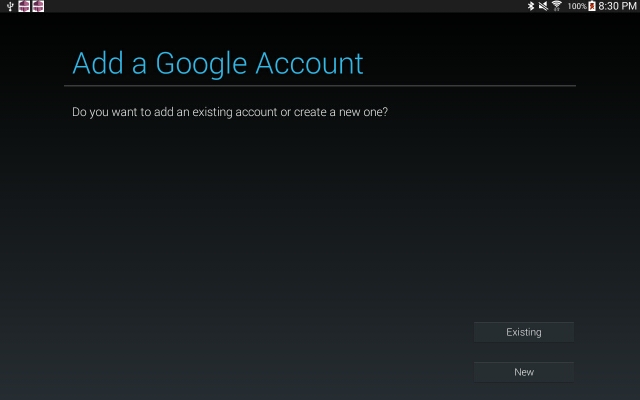 100% 8:30 PM
Add a Google Account
Do you want to add an existing account or create a new one?
Existing
New